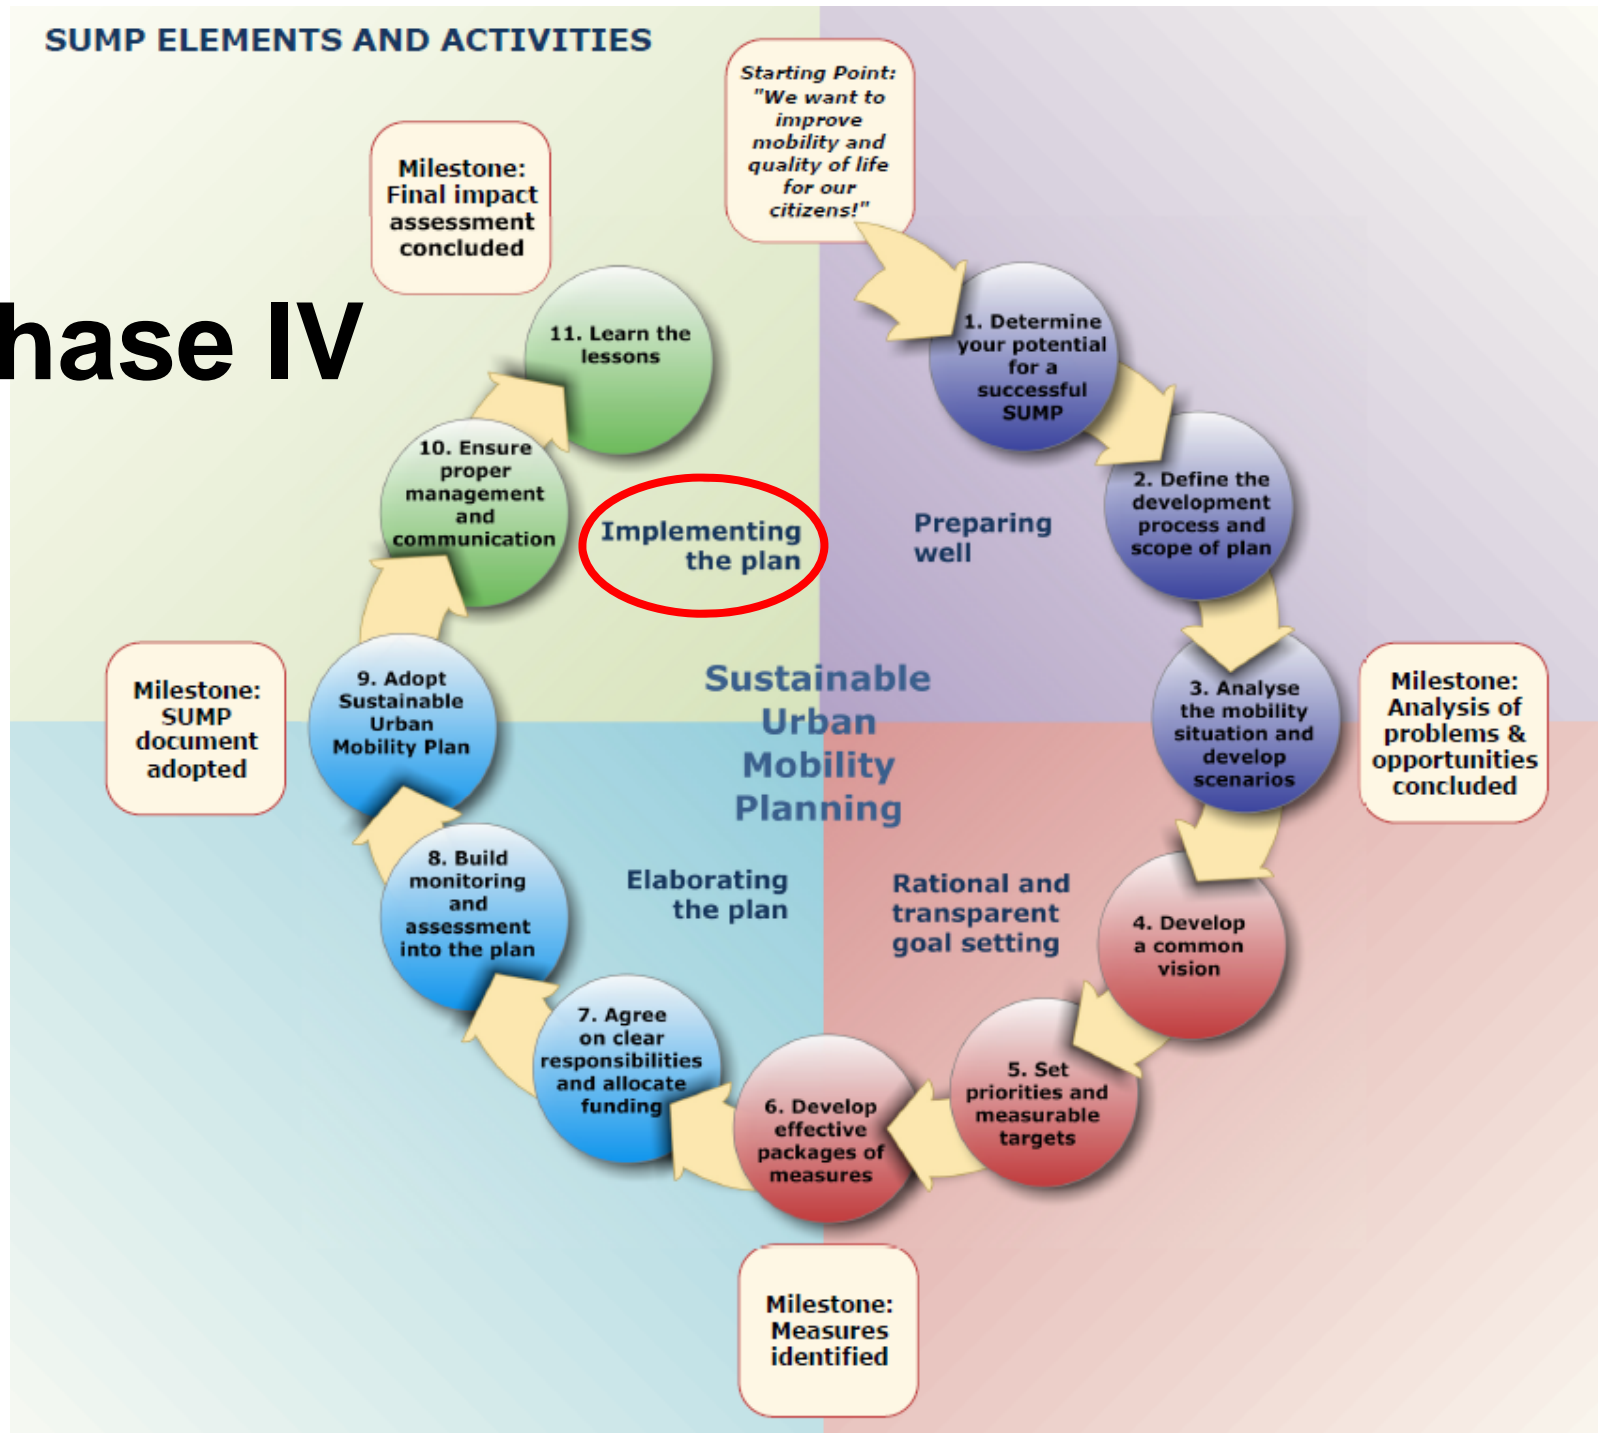 SUMP ELEMENTS AND ACTIVITIES
Starting Point:
"We want to
improve
mobility and
quality of life
for our
citizens!"
Milestone:
Final impact
assessment
concluded
hase IV
11. Learn the
lessons
1. Determine
your potential
for a
successful
SUMP
10. Ensure
proper
management
and
communication
2. Define the
development
process and
scope of plan
Implementing
the plan
Preparing
well
Milestone:
SUMP
document
adopted
9. Adopt
Sustainable
Urban
Mobility Plan
Sustainable
Urban
Mobility
Planning
3. Analyse
the mobility
situation and
develop
scenarios
Milestone:
Analysis of
problems &
opportunities
concluded
8. Build
monitoring
and
assessment
into the plan
Elaborating
the plan
Rational and
transparent
goal setting
4. Develop
a common
vision
7. Agree
on clear
responsibilities
and allocate
funding
6. Develop
effective
packages of
measures
5. Set
priorities and
measurable
targets
Milestone:
Measures
identified